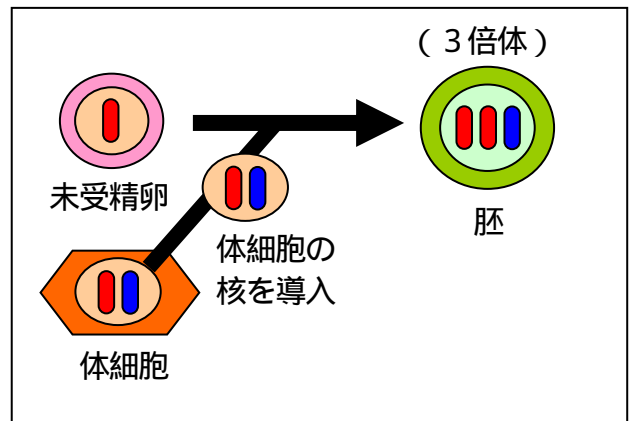 (3倍体)
未受精卵
胚
体細胞の
核を導入
体細胞